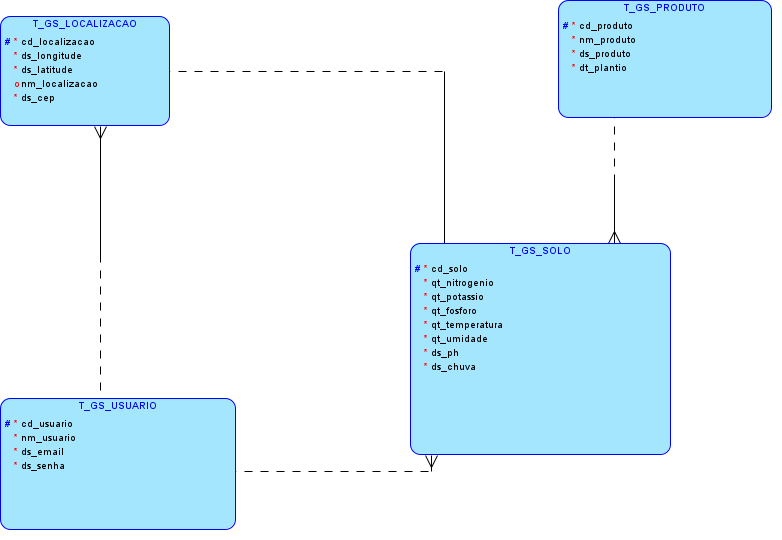 T_GS_LOCALIZACAO
# * cd_localizacao
* ds_longitude
* ds_latitude
o nm_localizacao
* ds_cep
T_GS_PRODUTO
# * cd_produto
* nm_produto
* ds_produto
* dt_plantio
T_GS_SOLO
# * cd_solo
* qt_nitrogenio
* qt_potassio
* qt_fosforo
* qt_temperatura
* qt_umidade
* ds_ph
* ds_chuva
T_GS_USUARIO
# * cd_usuario
* nm_usuario
* ds_email
* ds_senha